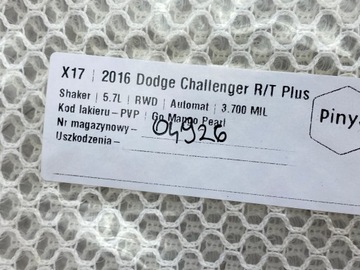 X17 | 2016 Dodge Challenger R/T Plus
Shaker | 5.7L | RWD | Automat | 3.700 MIL
Kod lakieru – PVP | Go Mango Pearl
Nr magazynowy – 04926
Uszkodzenia –
Piny